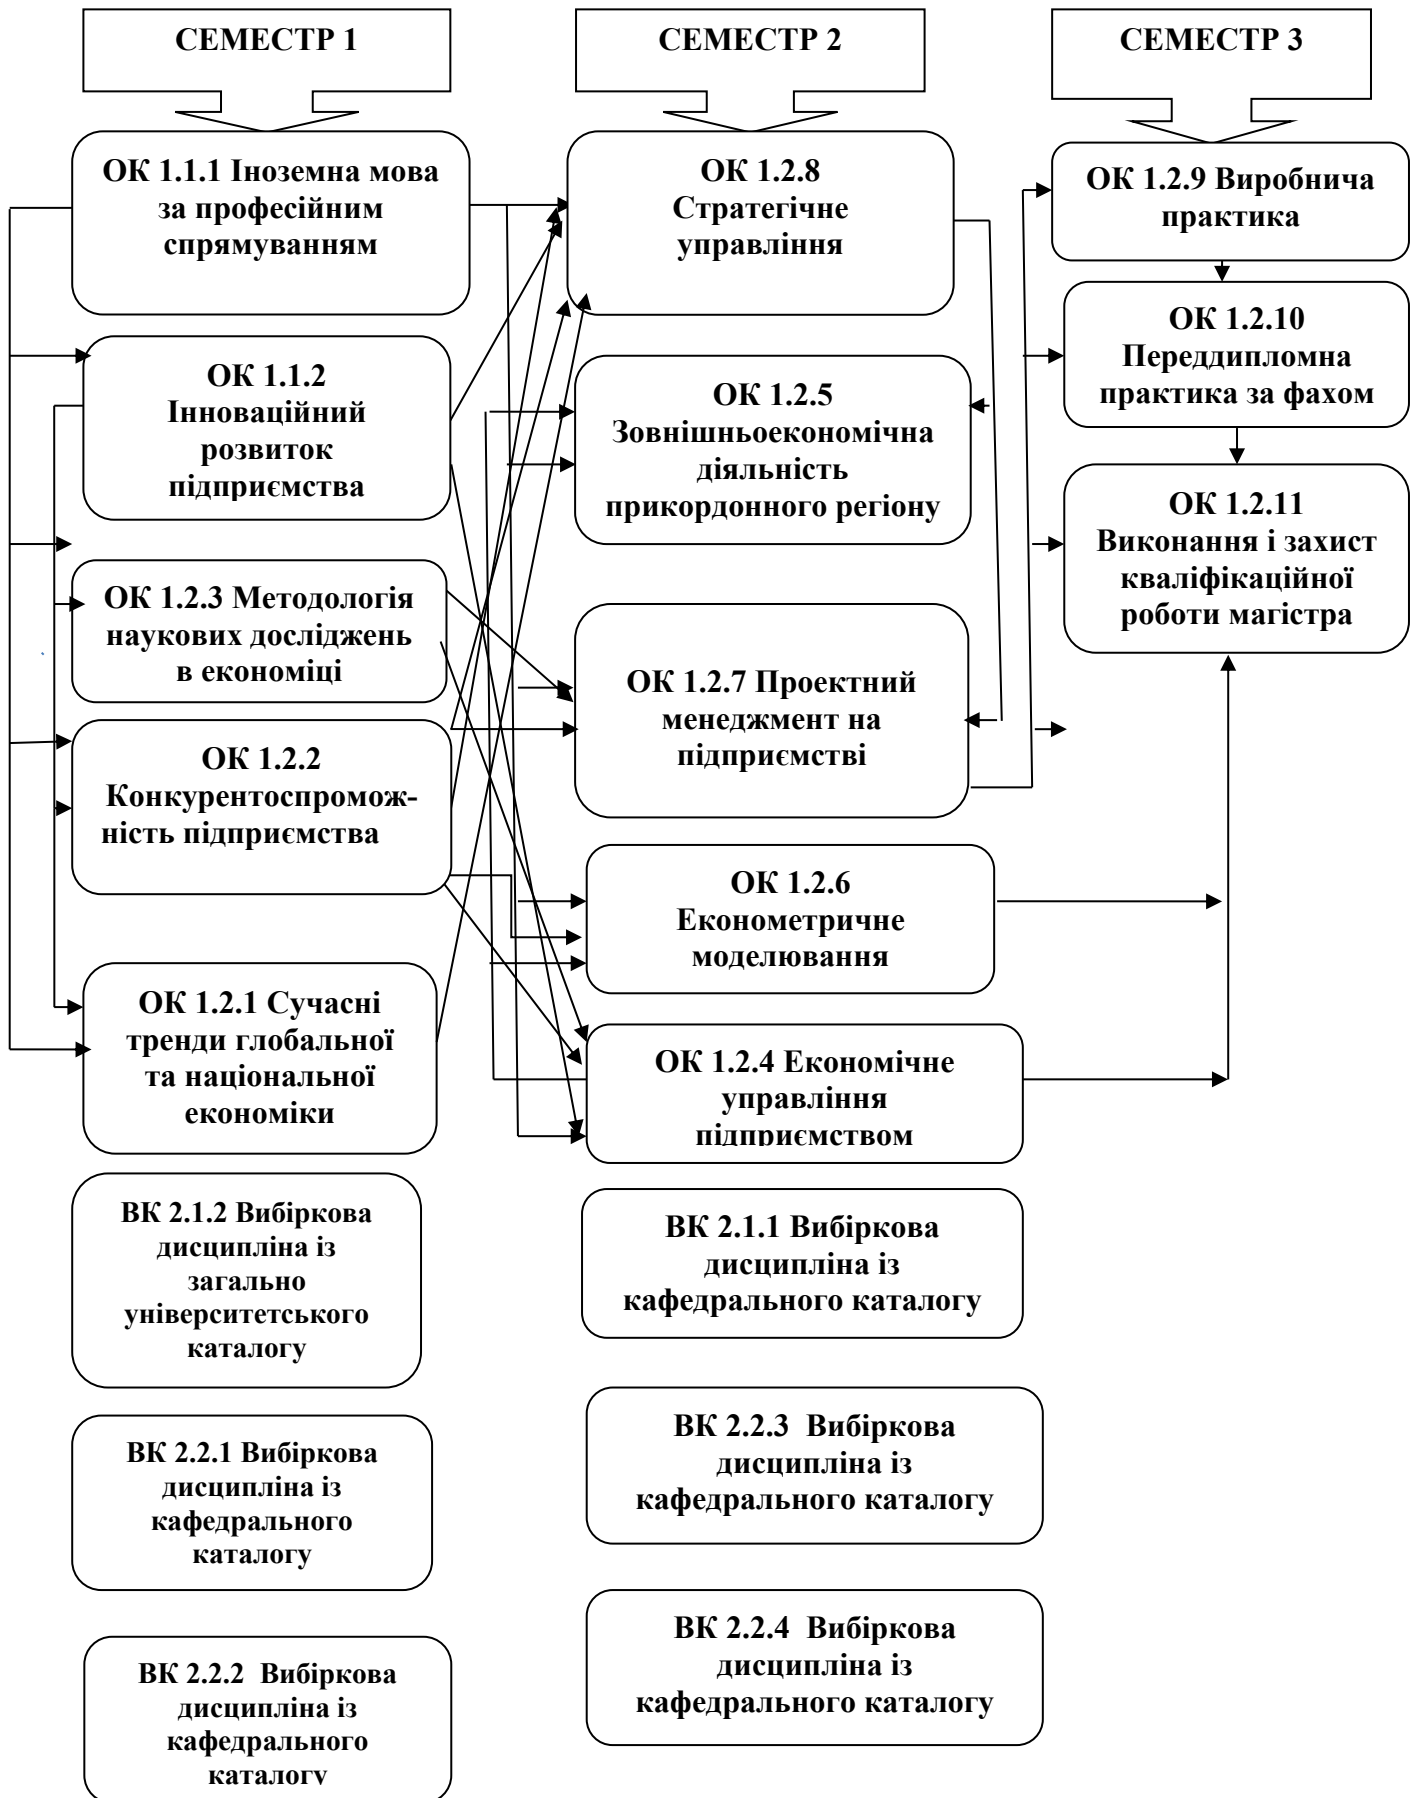 СЕМЕСТР 1
СЕМЕСТР 2
СЕМЕСТР 3
ОК 1.1.1 Іноземна мова
за професійним
спрямуванням
ОК 1.1.2
Інноваційний
розвиток
підприємства
ОК 1.2.3 Методологія
наукових досліджень
в економіці
ОК 1.2.2
Конкурентоспромож-
ність підприємства
ОК 1.2.1 Сучасні
тренди глобальної
та національної
економіки
ВК 2.1.2 Вибіркова
дисципліна із
загально
університетського
каталогу
ВК 2.2.1 Вибіркова
дисципліна із
кафедрального
каталогу
ВК 2.2.2 Вибіркова
дисципліна із
кафедрального
каталогу
ОК 1.2.8
Стратегічне
управління
ОК 1.2.5
Зовнішньоекономічна
діяльність
прикордонного регіону
ОК 1.2.7 Проектний
менеджмент на
підприємстві
ОК 1.2.6
Економетричне
моделювання
ОК 1.2.4 Економічне
управління
підприємством
ВК 2.1.1 Вибіркова
дисципліна із
кафедрального каталогу
ВК 2.2.3 Вибіркова
дисципліна із
кафедрального каталогу
ВК 2.2.4 Вибіркова
дисципліна із
кафедрального каталогу
ОК 1.2.9 Виробнича
практика
ОК 1.2.10
Переддипломна
практика за фахом
ОК 1.2.11
Виконання і захист
кваліфікаційної
роботи магістра